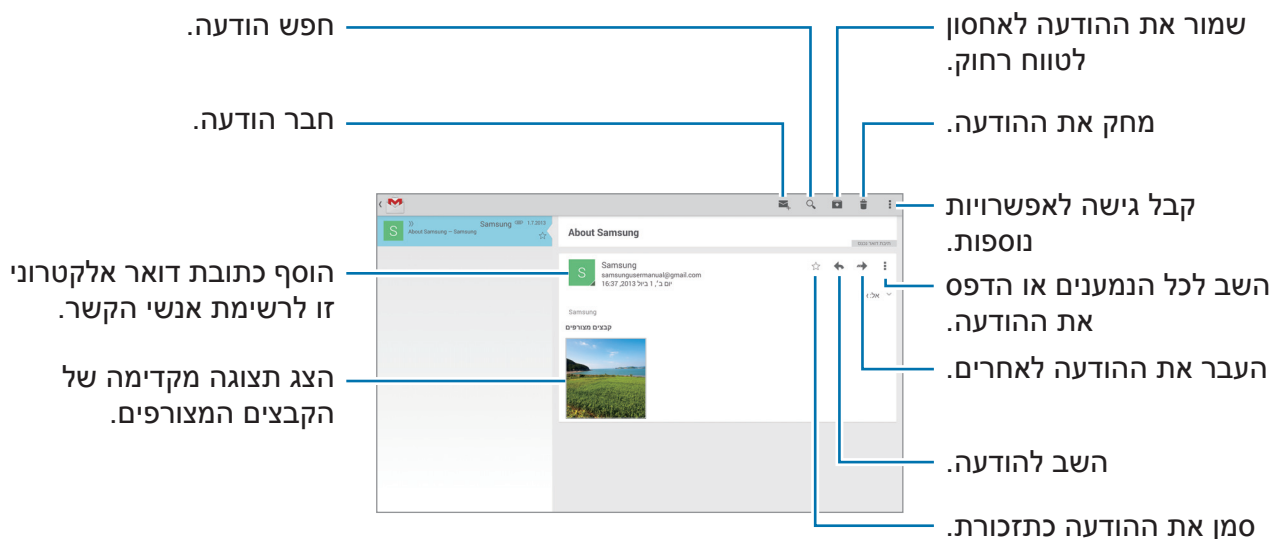 חפש הודעה.
חבר הודעה.
הוסף כתובת דואר אלקטרוני
זו לרשימת אנשי הקשר.
הצג תצוגה מקדימה של
הקבצים המצורפים.
שמור את ההודעה לאחסון
לטווח רחוק.
מחק את ההודעה.
קבל גישה לאפשרויות
נוספות.
השב לכל הנמענים או הדפס
את ההודעה.
העבר את ההודעה לאחרים.
השב להודעה.
סמן את ההודעה כתזכורת.
S
Samsung
1.7.2013
About Samsung – Samsung
About Samsung
S
Samsung
samsungusermanual@gmail.com
יום ב', 1 ביול 2013, 16:37
Samsung
קבצים מצורפים